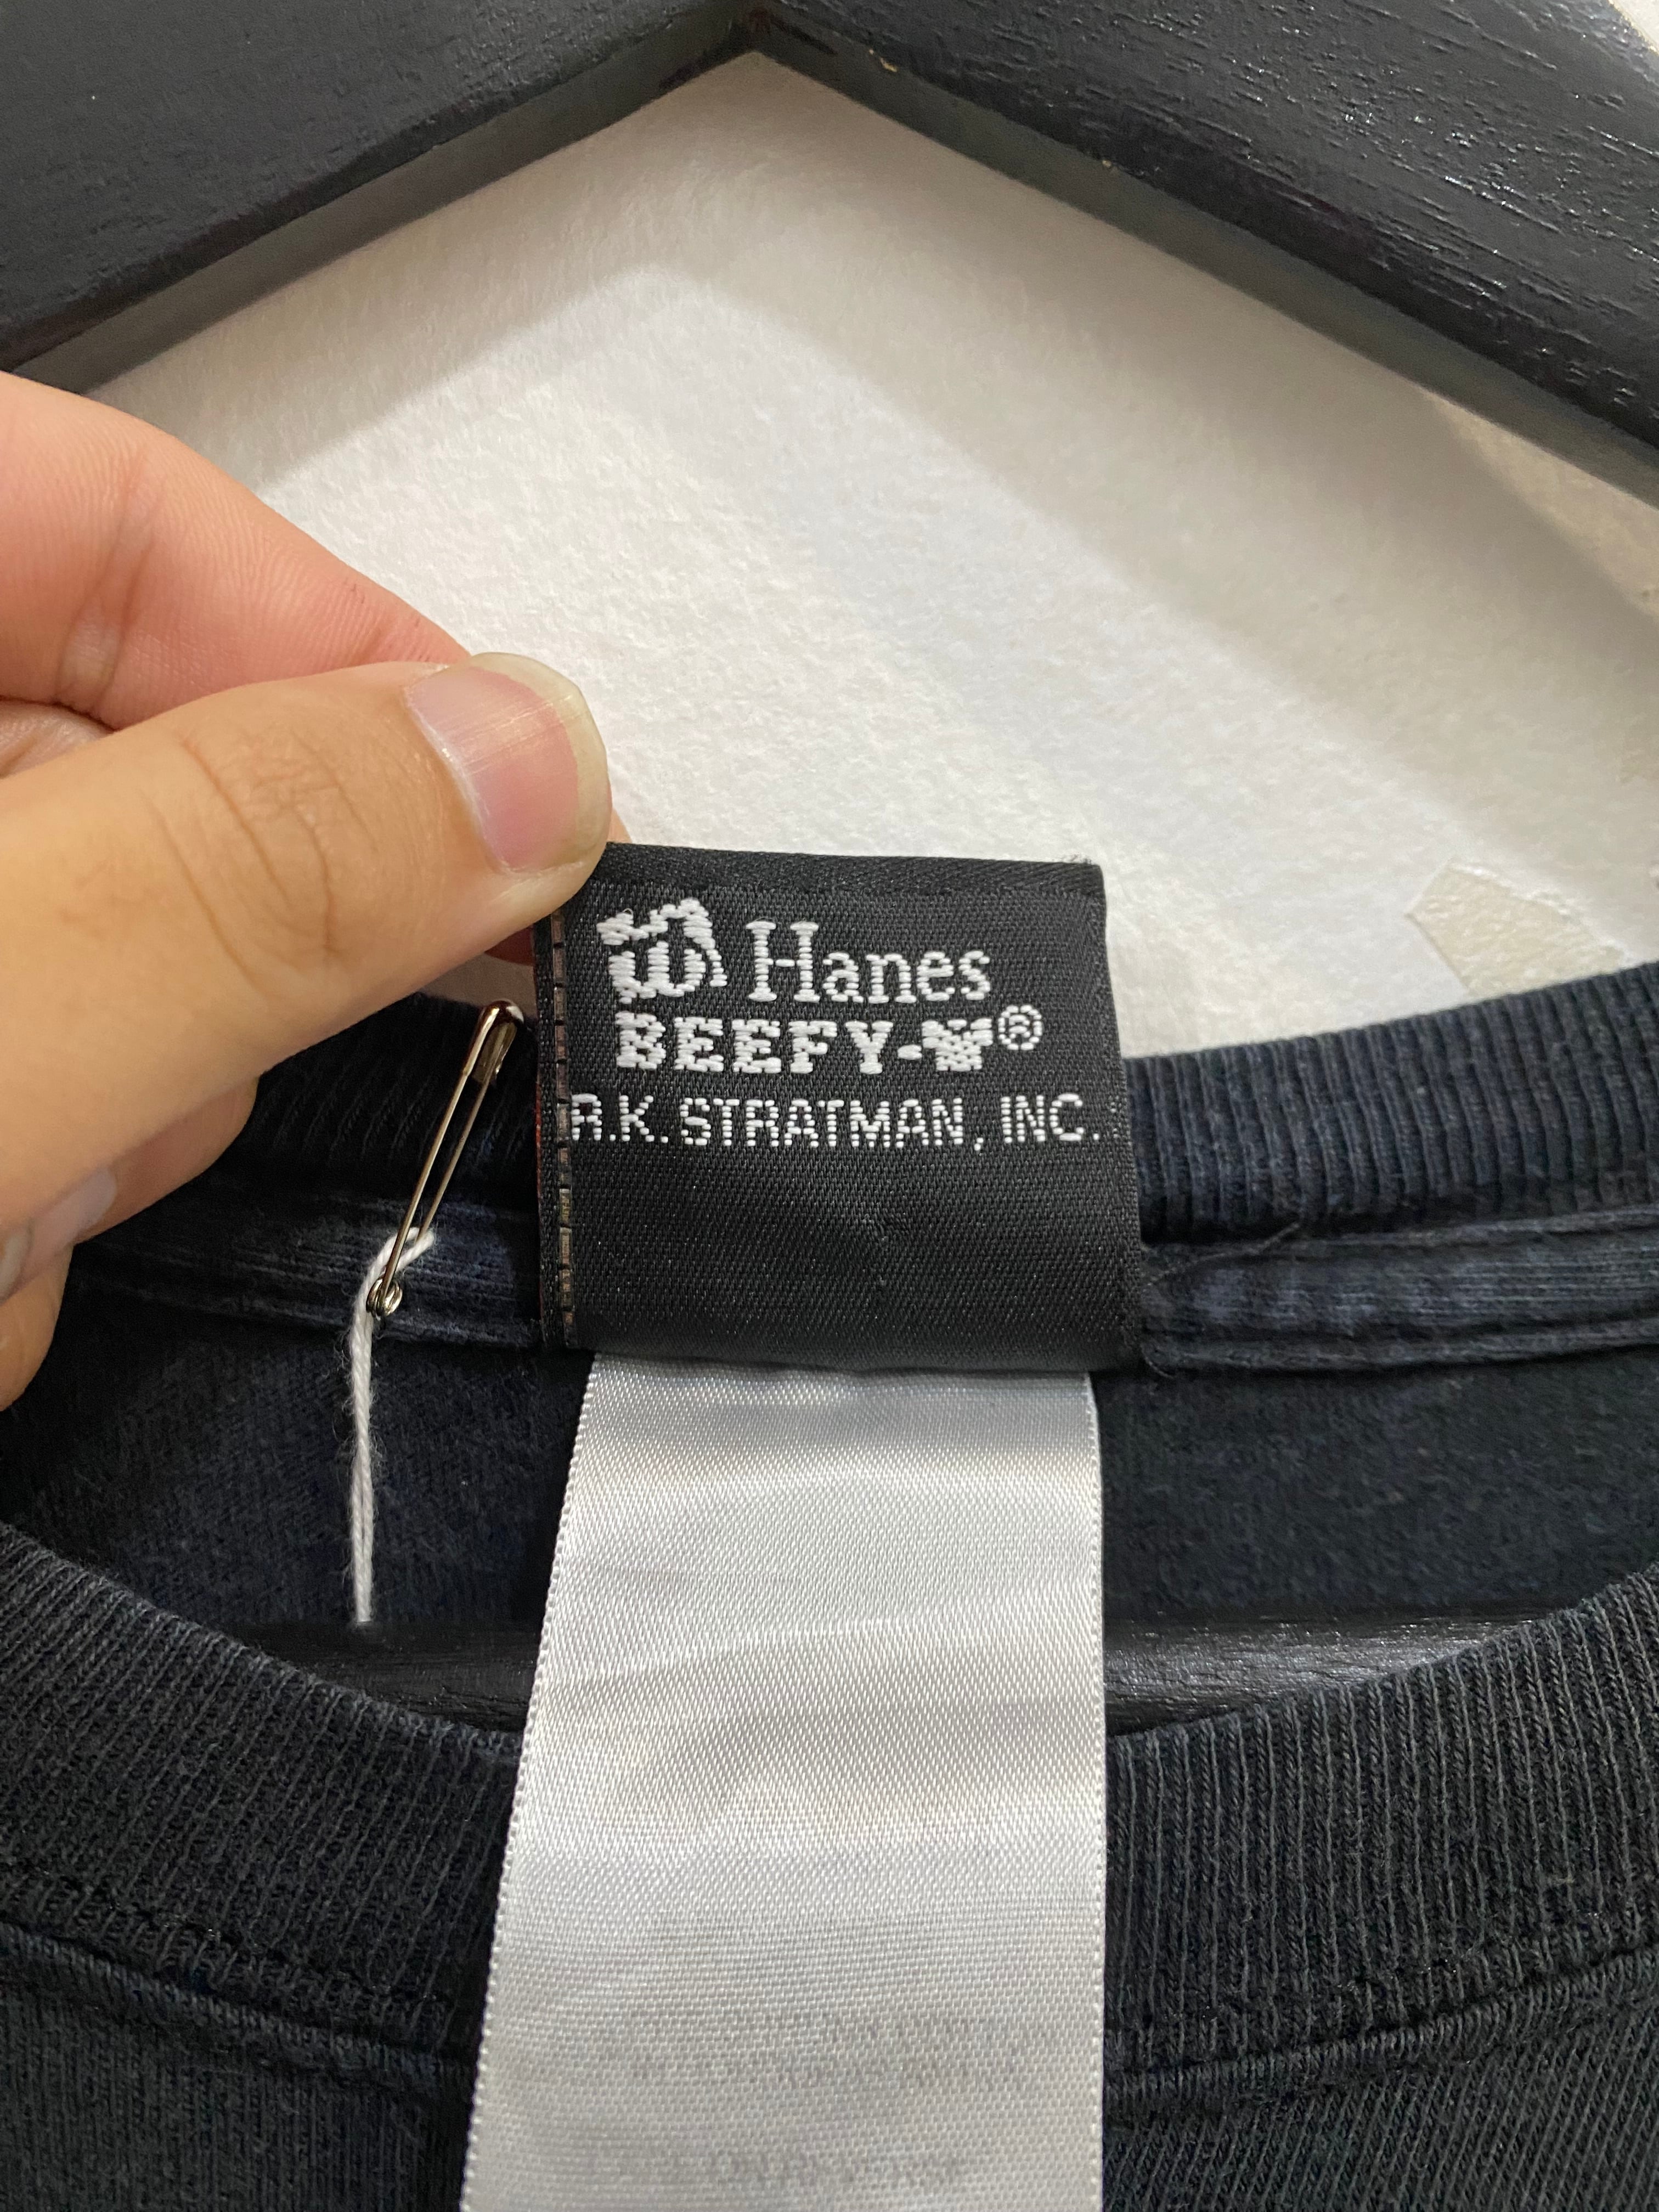 Hanes
BEEFY-T®
R.K. STRATMAN, INC.